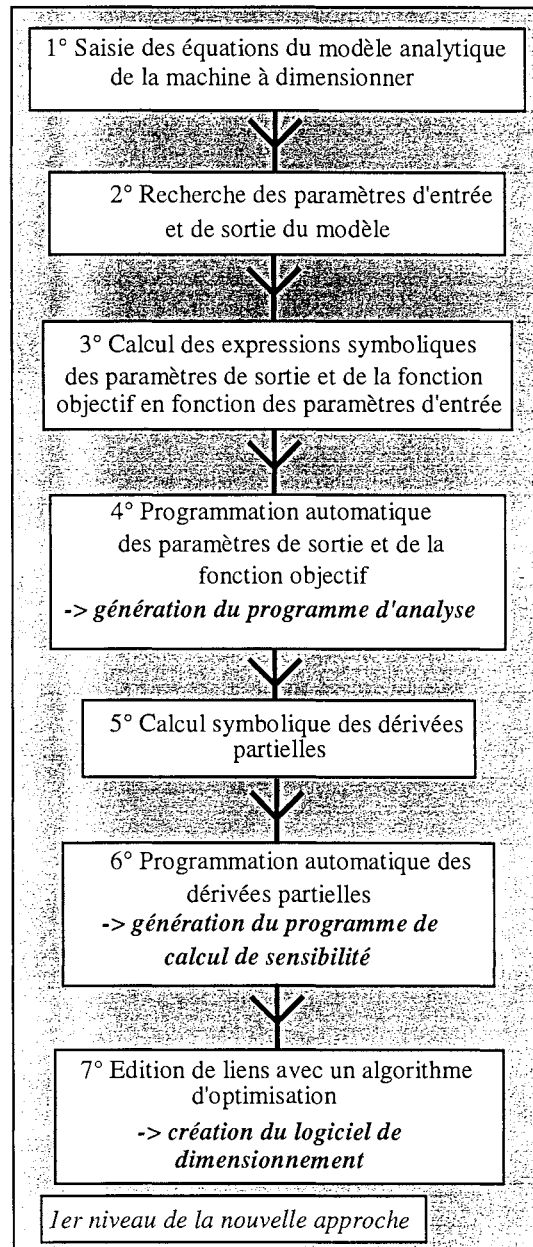 1° Saisie des équations du modèle analytique
de la machine à dimensionner
2° Recherche des paramètres d'entrée
et de sortie du modèle
3° Calcul des expressions symboliques
des paramètres de sortie et de la fonction
objectif en fonction des paramètres d'entrée
4° Programmation automatique
des paramètres de sortie et de la
fonction objectif
-> génération du programme d'analyse
5° Calcul symbolique des dérivées
partielles
6° Programmation automatique des
dérivées partielles
-> génération du programme de
calcul de sensibilité
7° Edition de liens avec un algorithme
d'optimisation
-> création du logiciel de
dimensionnement
1er niveau de la nouvelle approche